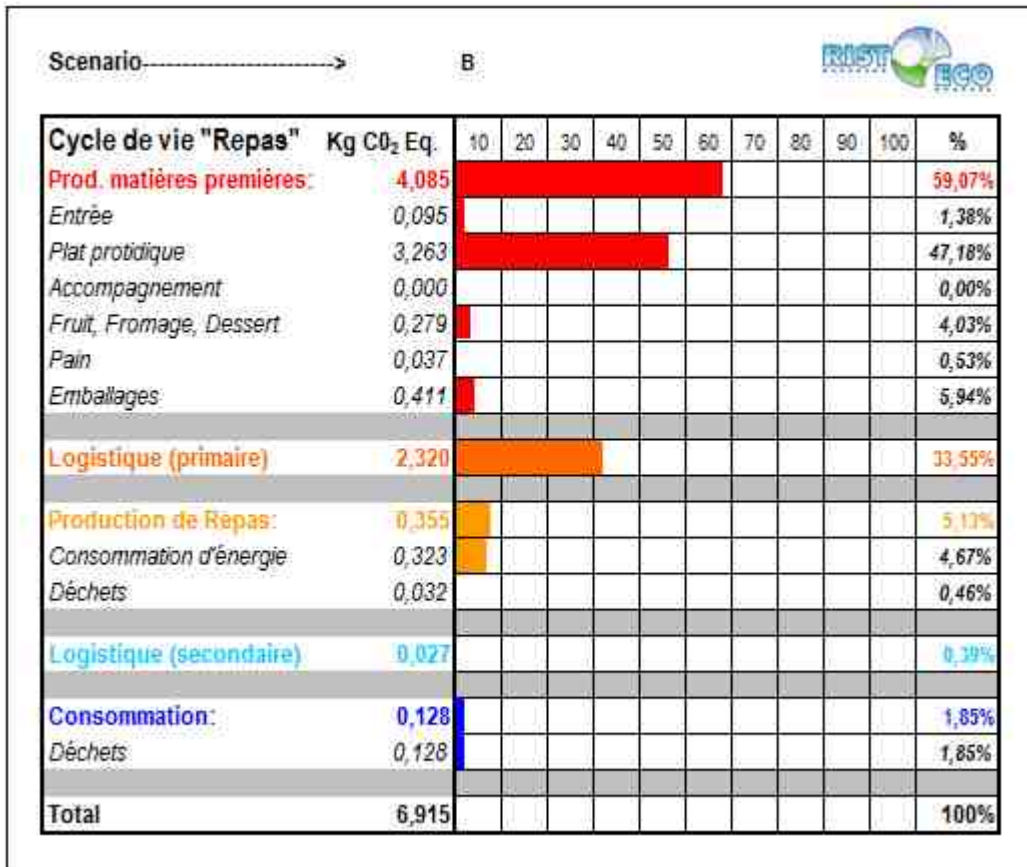 Scenario------------------------> B
RIST ECO
Cycle de vie "Repas" Kg C0₂ Eq. 10 20 30 40 50 60 70 80 90 100 %
Prod. matières premières: 4,085 59,07%
Entrée 0,095 1,38%
Plat protidique 3,263 47,18%
Accompagnement 0,000 0,00%
Fruit, Fromage, Dessert 0,279 4,03%
Pain 0,037 0,53%
Emballages 0,411 5,94%
Logistique (primaire) 2,320 33,55%
Production de Repas: 0,355 5,13%
Consommation d'énergie 0,323 4,67%
Déchets 0,032 0,46%
Logistique (secondaire) 0,027 0,39%
Consommation: 0,128 1,85%
Déchets 0,128 1,85%
Total 6,915 100%